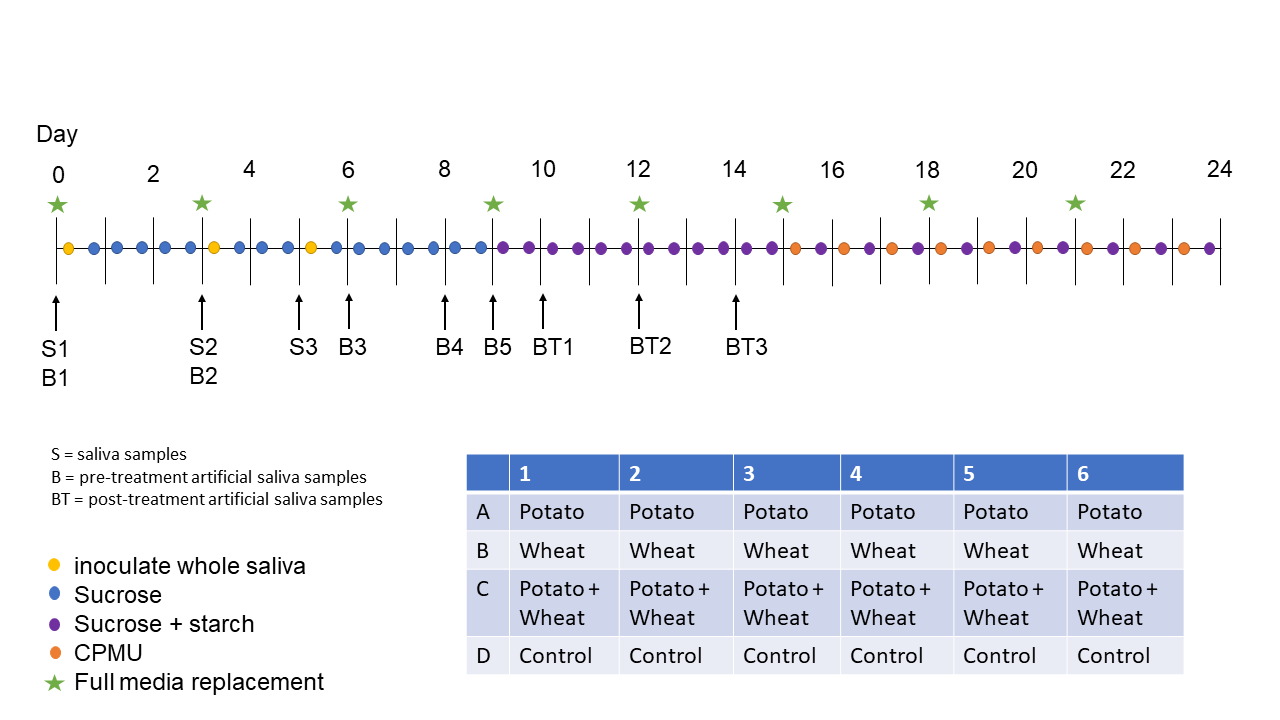 Day
0 2 4 6 8 10 12 14 16 18 20 22 24
S1 S2 S3 B3 B4 B5 BT1 BT2 BT3
B1 B2
S = saliva samples
B = pre-treatment artificial saliva samples
BT = post-treatment artificial saliva samples
inoculate whole saliva
Sucrose
Sucrose + starch
CPMU
Full media replacement
1 2 3 4 5 6
A Potato Potato Potato Potato Potato Potato
B Wheat Wheat Wheat Wheat Wheat Wheat
C Potato + Potato + Potato + Potato + Potato + Potato +
Wheat Wheat Wheat Wheat Wheat Wheat
D Control Control Control Control Control Control